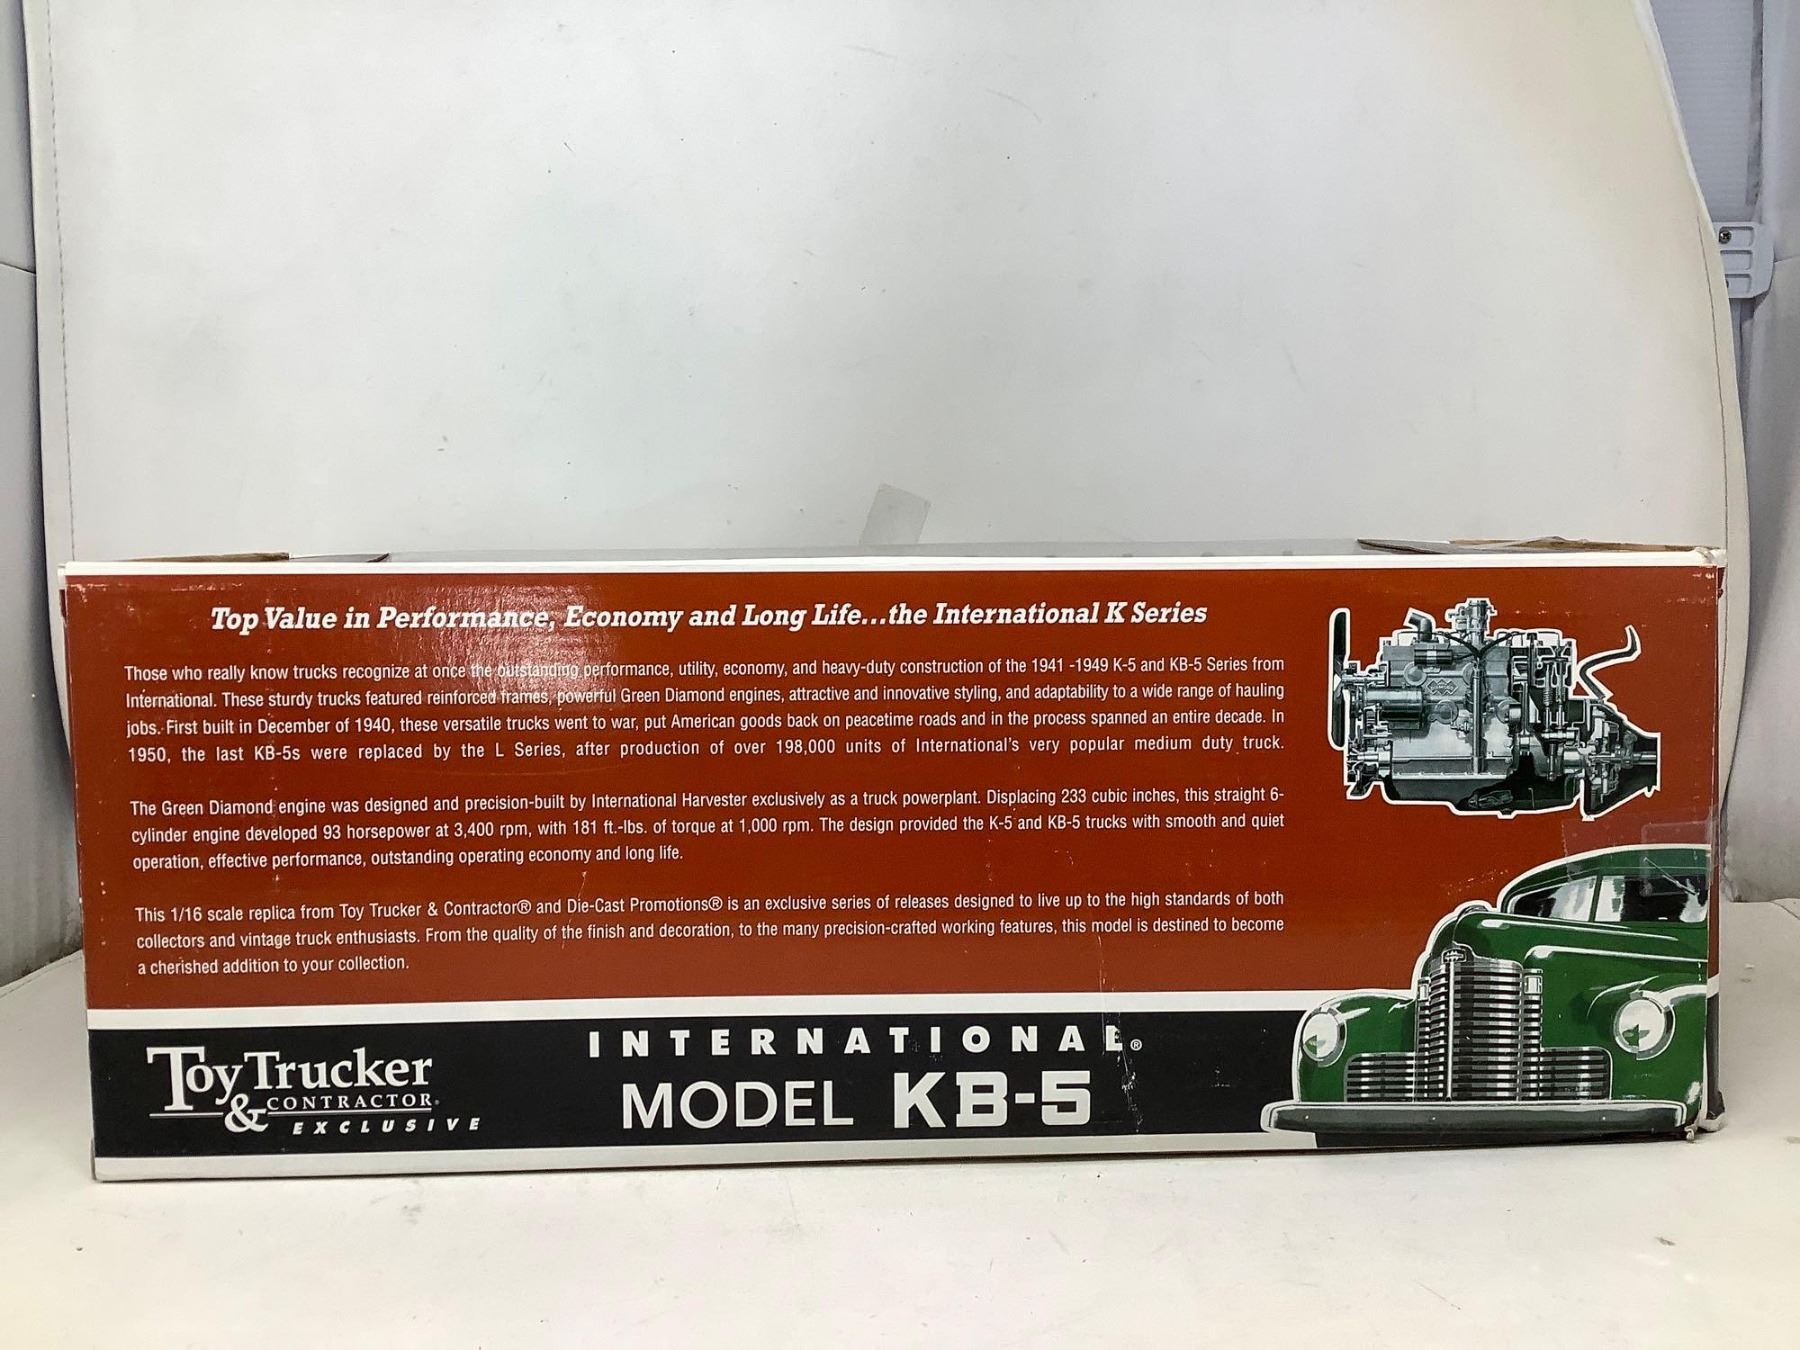 Top Value in Performance, Economy and Long Life...the International K Series
Those who really know trucks recognize at once the outstanding performance, utility, economy, and heavy-duty construction of the 1941 -1949 K-5 and KB-5 Series from
International. These sturdy trucks featured reinforced frames, powerful Green Diamond engines, attractive and innovative styling, and adaptability to a wide range of hauling
jobs. First built in December of 1940, these versatile trucks went to war, put American goods back on peacetime roads and in the process spanned an entire decade. In
1950, the last KB-5s were replaced by the L Series, after production of over 198,000 units of International's very popular medium duty truck.
The Green Diamond engine was designed and precision-built by International Harvester exclusively as a truck powerplant. Displacing 233 cubic inches, this straight 6-
cylinder engine developed 93 horsepower at 3,400 rpm, with 181 ft.-lbs. of torque at 1,000 rpm. The design provided the K-5 and KB-5 trucks with smooth and quiet
operation, effective performance, outstanding operating economy and long life.
This 1/16 scale replica from Toy Trucker & Contractor® and Die-Cast Promotions® is an exclusive series of releases designed to live up to the high standards of both
collectors and vintage truck enthusiasts. From the quality of the finish and decoration, to the many precision-crafted working features, this model is destined to become
a cherished addition to your collection.
Toy Trucker
& CONTRACTOR®
EXCLUSIVE
INTERNATIONAL®
MODEL KB-5